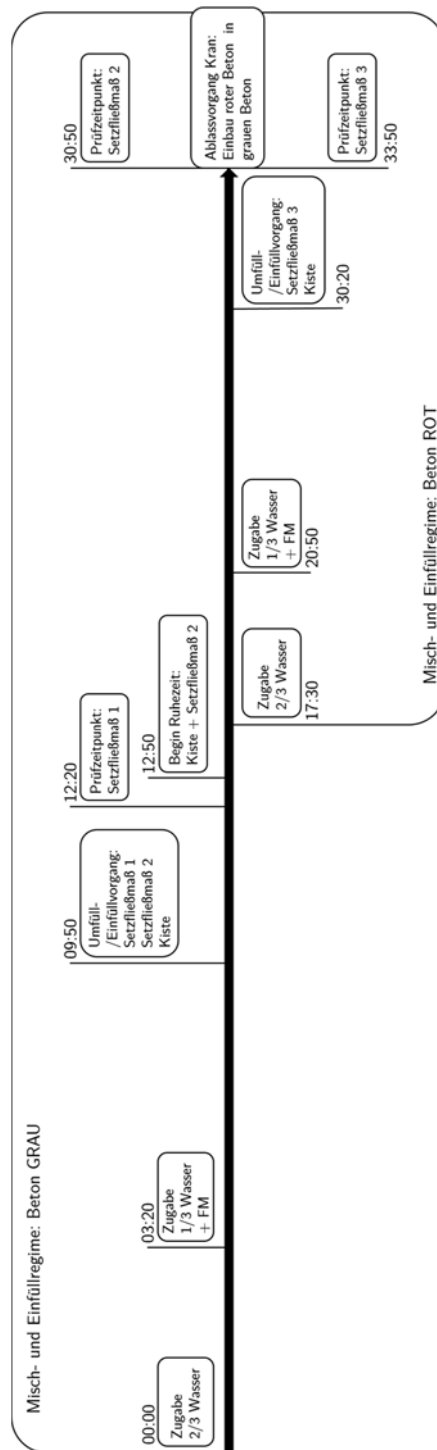 Misch- und Einfüllregime: Beton GRAU
00:00
Zugabe
2/3 Wasser
03:20
Zugabe
1/3 Wasser
+ FM
09:50
Umfüll-
/Einfüllvorgang:
Setzfließmaß 1
Setzfließmaß 2
Kiste
12:20
Prüfzeitpunkt:
Setzfließmaß 1
12:50
Begin Ruhezeit:
Kiste + Setzfließmaß 2
30:50
Prüfzeitpunkt:
Setzfließmaß 2
Ablassvorgang Kran:
Einbau roter Beton in
grauen Beton
Zugabe
2/3 Wasser
17:30
Zugabe
1/3 Wasser
+ FM
20:50
Umfüll-
/Einfüllvorgang:
Setzfließmaß 3
Kiste
30:20
Prüfzeitpunkt:
Setzfließmaß 3
33:50
Misch- und Einfüllregime: Beton ROT